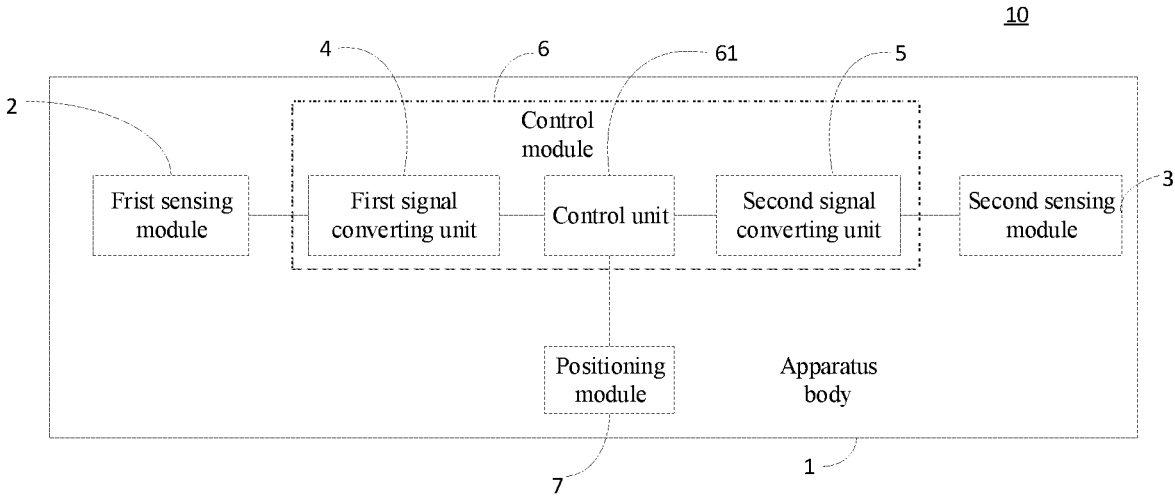 10
4
6
61
5
2
Control
module
3
Frist sensing
module
First signal
converting unit
Control unit
Second signal
converting unit
Second sensing
module
Positioning
module
Apparatus
body
1
7